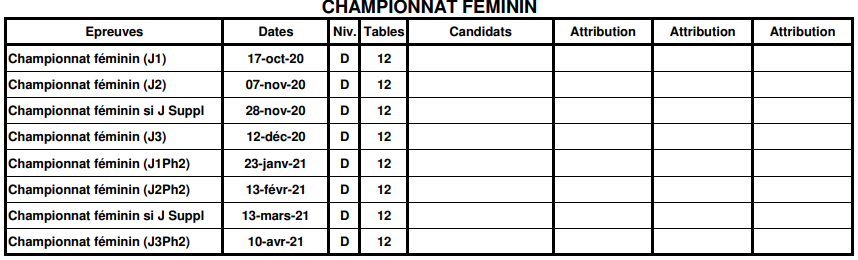 CHAMPIONNAT FEMININ
Epreuves Dates Niv. Tables Candidats Attribution Attribution Attribution
Championnat féminin (J1) 17-oct-20 D 12
Championnat féminin (J2) 07-nov-20 D 12
Championnat féminin si J Suppl 28-nov-20 D 12
Championnat féminin (J3) 12-déc-20 D 12
Championnat féminin (J1Ph2) 23-janv-21 D 12
Championnat féminin (J2Ph2) 13-févr-21 D 12
Championnat féminin si J Suppl 13-mars-21 D 12
Championnat féminin (J3Ph2) 10-avr-21 D 12